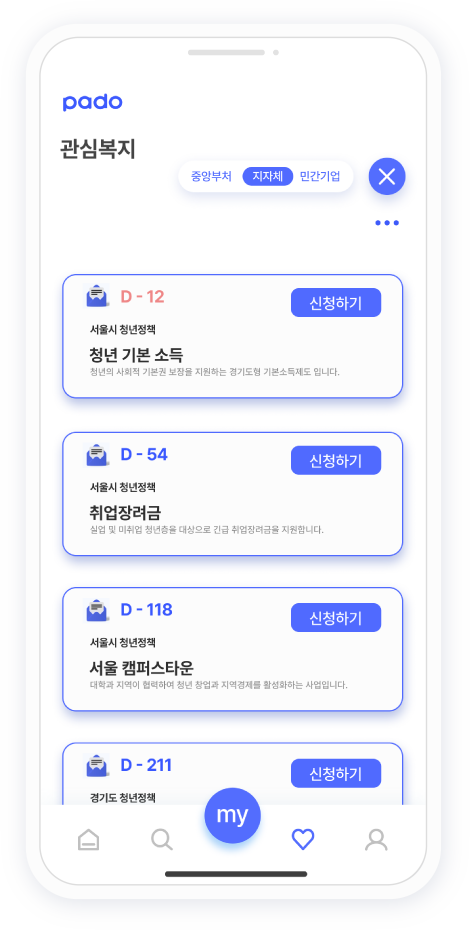 pado
관심복지
중앙부처 지자체 민간기업
D - 12
신청하기
서울시 청년정책
청년 기본 소득
청년의 사회적 기본권 보장을 지원하는 경기도형 기본소득제도 입니다.
D - 54
신청하기
서울시 청년정책
취업장려금
실업 및 미취업 청년층을 대상으로 긴급 취업장려금을 지원합니다.
D - 118
신청하기
서울시 청년정책
서울 캠퍼스타운
대학과 지역이 협력하여 청년 창업과 지역경제를 활성화하는 사업입니다.
D - 211
신청하기
경기도 청년정책
my